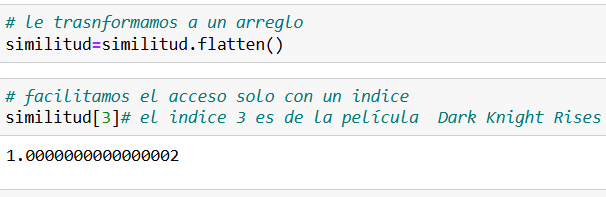 # le trasnformamos a un arreglo
similitud=similitud.flatten()
# facilitamos el acceso solo con un indice
similitud[3]# el indice 3 es de la película  Dark Knight Rises
1.0000000000000002